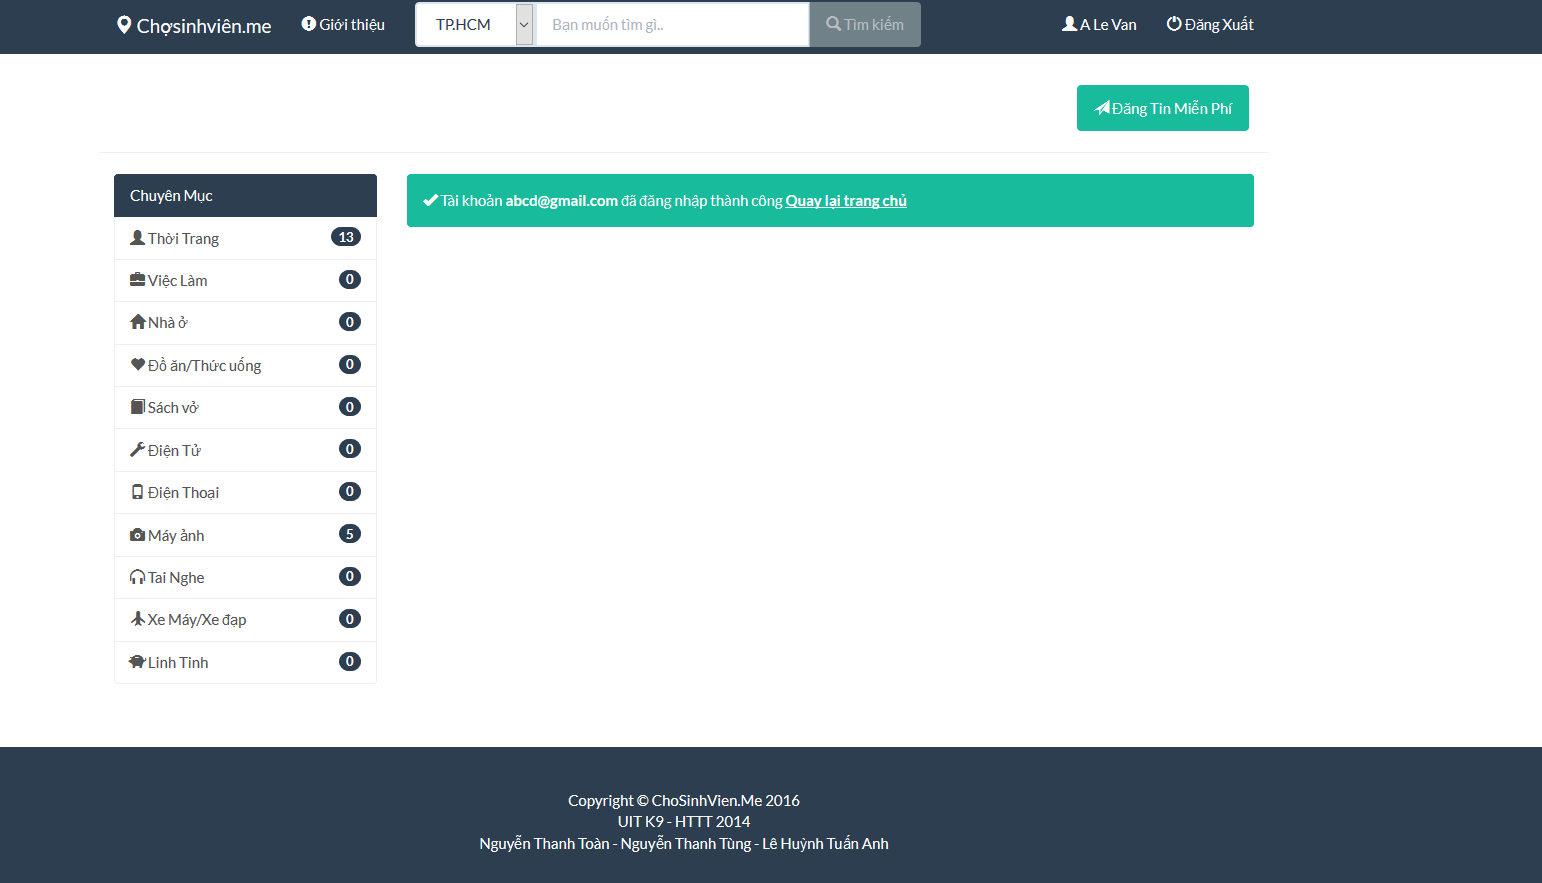 Chợsinhviên.me Giới thiệu TP.HCM Bạn muốn tìm gì.. Tìm kiếm A Le Van Đăng Xuất
Đăng Tin Miễn Phí
Chuyên Mục
Thời Trang 13
Việc Làm 0
Nhà ở 0
Đồ ăn/Thức uống 0
Sách vở 0
Điện Tử 0
Điện Thoại 0
Máy ảnh 5
Tai Nghe 0
Xe Máy/Xe đạp 0
Linh Tinh 0
Tài khoản abcd@gmail.com đã đăng nhập thành công Quay lại trang chủ
Copyright © ChoSinhVien.Me 2016
UIT K9 - HTTT 2014
Nguyễn Thanh Toàn - Nguyễn Thanh Tùng - Lê Huỳnh Tuấn Anh